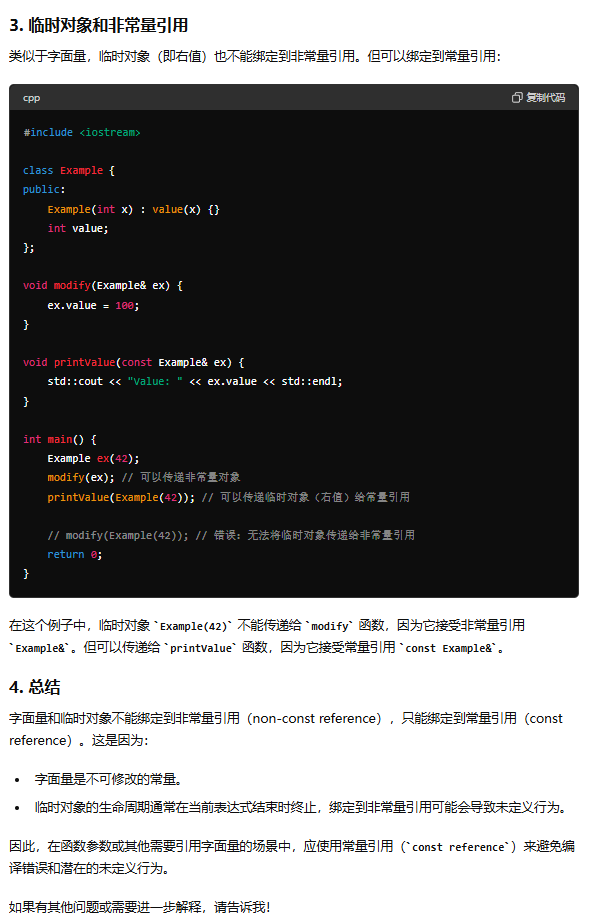 3. 临时对象和非常量引用
类似于字面量，临时对象（即右值）也不能绑定到非常量引用。但可以绑定到常量引用：
cpp 复制代码
#include <iostream>
class Example {
public:
    Example(int x) : value(x) {}
    int value;
};
void modify(Example& ex) {
    ex.value = 100;
}
void printValue(const Example& ex) {
    std::cout << "Value: " << ex.value << std::endl;
}
int main() {
    Example ex(42);
    modify(ex); // 可以传递非常量对象
    printValue(Example(42)); // 可以传递临时对象（右值）给常量引用
    // modify(Example(42)); // 错误：无法将临时对象传递给非常量引用
    return 0;
}
在这个例子中，临时对象 `Example(42)` 不能传递给 `modify` 函数，因为它接受非常量引用
`Example&`。但可以传递给 `printValue` 函数，因为它接受常量引用 `const Example&`。
4. 总结
字面量和临时对象不能绑定到非常量引用（non-const reference），只能绑定到常量引用（const
reference）。这是因为：
• 字面量是不可修改的常量。
• 临时对象的生命周期通常在当前表达式结束时终止，绑定到非常量引用可能会导致未定义行为。
因此，在函数参数或其他需要引用字面量的场景中，应使用常量引用（`const reference`）来避免编
译错误和潜在的未定义行为。
如果有其他问题或需要进一步解释，请告诉我！